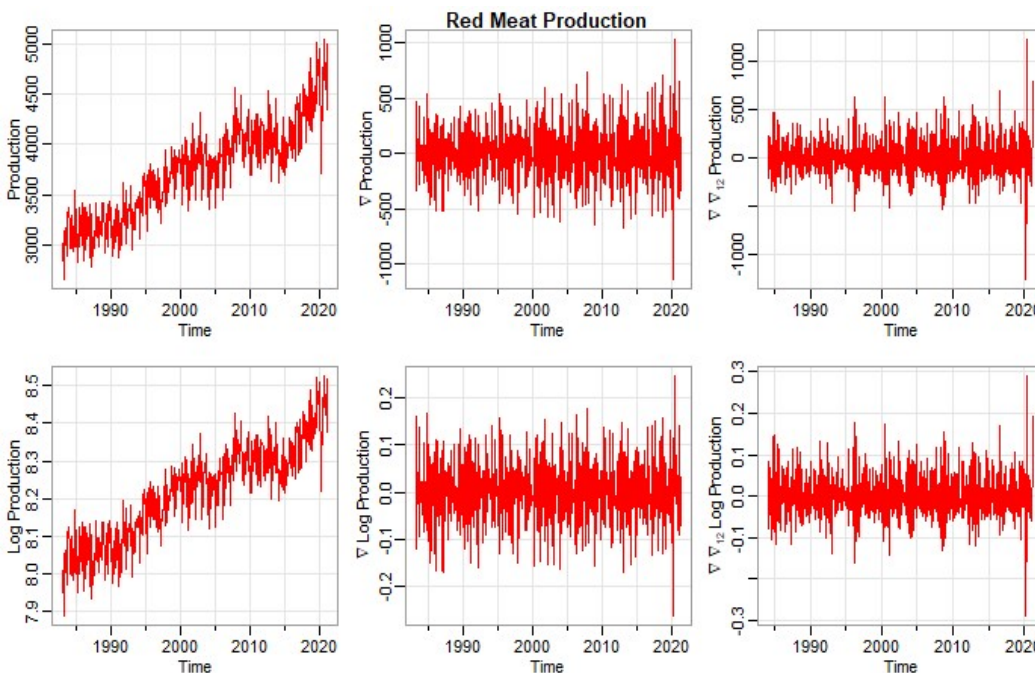 Red Meat Production
Production
5000
4500
4000
3500
3000
1990 2000 2010 2020
Time
∇ Production
1000
500
0
-500
-1000
1990 2000 2010 2020
Time
∇ ∇12 Production
1000
500
0
-1000
1990 2000 2010 2020
Time
Log Production
8.5
8.4
8.3
8.2
8.1
8.0
7.9
1990 2000 2010 2020
Time
∇ Log Production
0.2
0.1
0.0
-0.1
-0.2
1990 2000 2010 2020
Time
∇ ∇12 Log Production
0.3
0.2
0.1
0.0
-0.1
-0.3
1990 2000 2010 2020
Time